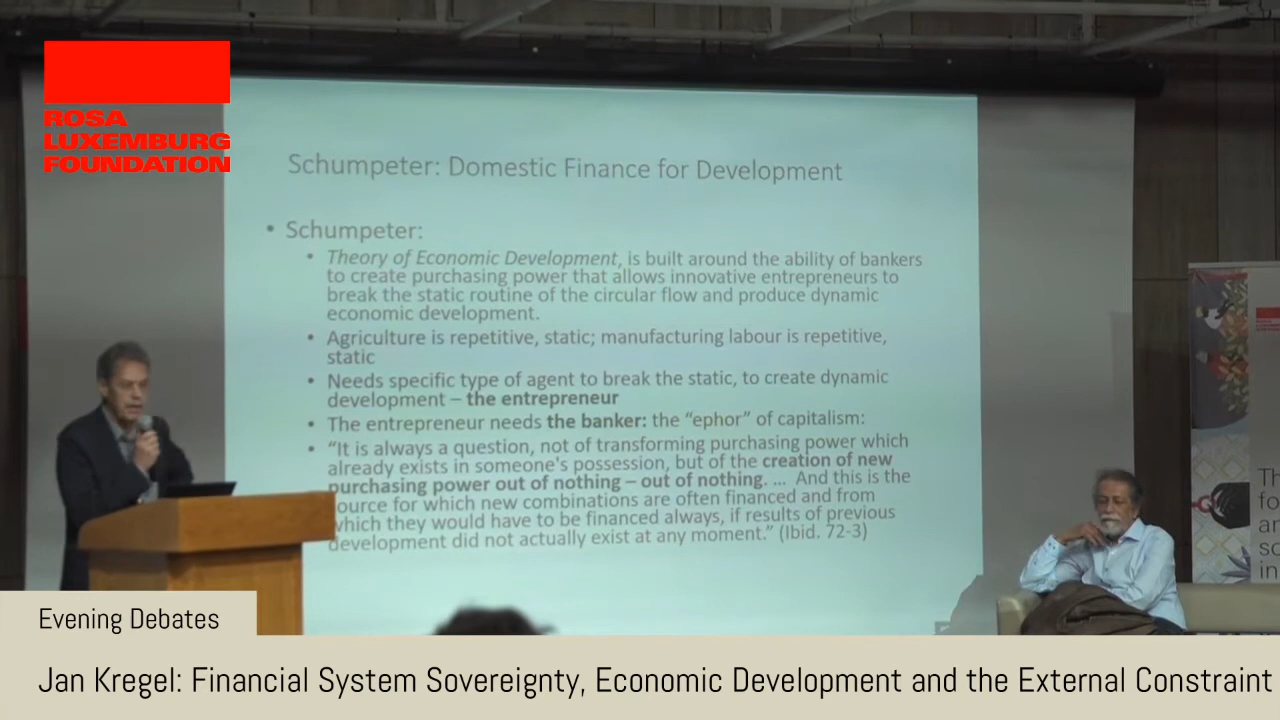 ROSA
LUXEMBURG
FOUNDATION
Schumpeter: Domestic Finance for Development
• Schumpeter:
• Theory of Economic Development, is built around the ability of bankers
to create purchasing power that allows innovative entrepreneurs to
break the static routine of the circular flow and produce dynamic
economic development.
• Agriculture is repetitive, static; manufacturing labour is repetitive,
static
• Needs specific type of agent to break the static, to create dynamic
development – the entrepreneur
• The entrepreneur needs the banker: the “ephor” of capitalism:
• “It is always a question, not of transforming purchasing power which
already exists in someone's possession, but of the creation of new
purchasing power out of nothing – out of nothing. ... And this is the
ource for which new combinations are often financed and from
which they would have to be financed always, if results of previous
development did not actually exist at any moment.” (Ibid. 72-3)
Evening Debates
Jan Kregel: Financial System Sovereignty, Economic Development and the External Constraint